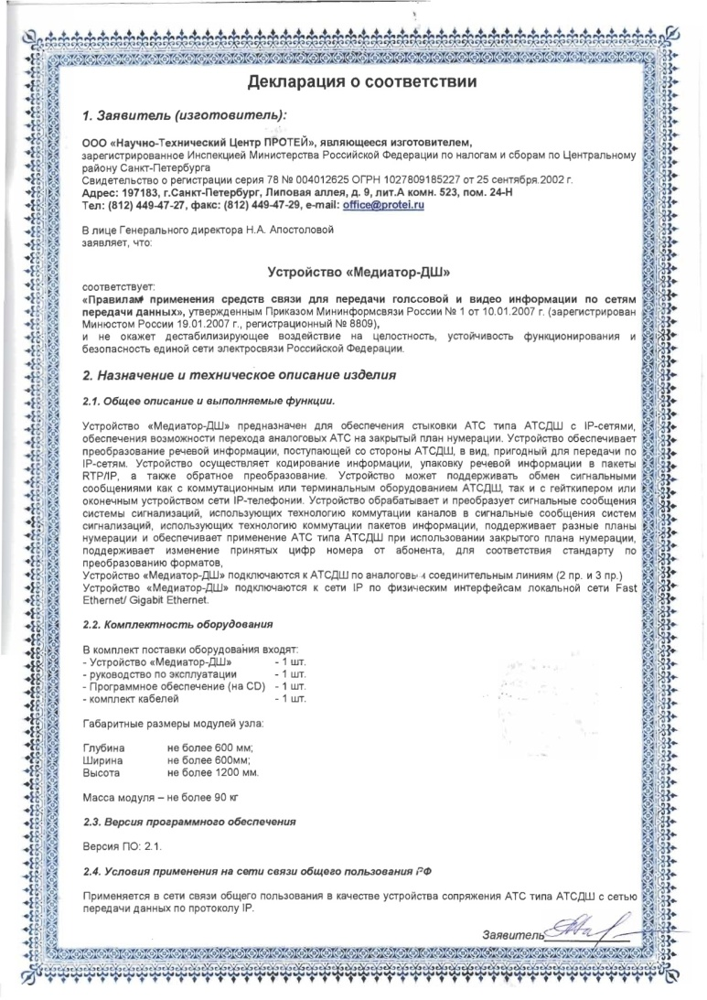 Декларация о соответствии
1. Заявитель (изготовитель):
ООО «Научно-Технический Центр ПРОТЕЙ», являющееся изготовителем,
зарегистрированное Инспекцией Министерства Российской Федерации по налогам и сборам по Центральному
району Санкт-Петербурга
Свидетельство о регистрации серия 78 № 004012625 ОГРН 1027809185227 от 25 сентября.2002 г.
Адрес: 197183, г.Санкт-Петербург, Липовая аллея, д. 9, лит.А комн. 523, пом. 24-Н
Тел: (812) 449-47-27, факс: (812) 449-47-29, e-mail: office@protei.ru
В лице Генерального директора Н.А. Апостоловой
заявляет, что:
Устройство «Медиатор-ДШ»
соответствует:
«Правилам применения средств связи для передачи голосовой и видео информации по сетям
передачи данных», утвержденным Приказом Мининформсвязи России № 1 от 10.01.2007 г. (зарегистрирован
Минюстом России 19.01.2007 г., регистрационный № 8809),
и не окажет дестабилизирующее воздействие на целостность, устойчивость функционирования и
безопасность единой сети электросвязи Российской Федерации.
2. Назначение и техническое описание изделия
2.1. Общее описание и выполняемые функции.
Устройство «Медиатор-ДШ» предназначен для обеспечения стыковки АТС типа АТСДШ с IP-сетями,
обеспечения возможности перехода аналоговых АТС на закрытый план нумерации. Устройство обеспечивает
преобразование речевой информации, поступающей со стороны АТСДШ, в вид, пригодный для передачи по
IP-сетям. Устройство осуществляет кодирование информации, упаковку речевой информации в пакеты
RTP/IP, а также обратное преобразование. Устройство может поддерживать обмен сигнальными
сообщениями как с коммутационным или терминальным оборудованием АТСДШ, так и с гейткипером или
оконечным устройством сети IP-телефонии. Устройство обрабатывает и преобразует сигнальные сообщения
системы сигнализаций, использующих технологию коммутации каналов в сигнальные сообщения систем
сигнализаций, использующих технологию коммутации пакетов информации, поддерживает разные планы
нумерации и обеспечивает применение АТС типа АТСДШ при использовании закрытого плана нумерации,
поддерживает изменение принятых цифр номера от абонента, для соответствия стандарту по
преобразованию форматов,
Устройство «Медиатор-ДШ» подключаются к АТСДШ по аналоговым соединительным линиям (2 пр. и 3 пр.)
Устройство «Медиатор-ДШ» подключаются к сети IP по физическим интерфейсам локальной сети Fast
Ethernet/ Gigabit Ethernet.
2.2. Комплектность оборудования
В комплект поставки оборудования входят:
- Устройство «Медиатор-ДШ» - 1 шт.
- руководство по эксплуатации - 1 шт.
- Программное обеспечение (на CD) - 1 шт.
- комплект кабелей - 1 шт.
Габаритные размеры модулей узла:
Глубина не более 600 мм;
Ширина не более 600мм;
Высота не более 1200 мм.
Масса модуля – не более 90 кг
2.3. Версия программного обеспечения
Версия ПО: 2.1.
2.4. Условия применения на сети связи общего пользования РФ
Применяется в сети связи общего пользования в качестве устройства сопряжения АТС типа АТСДШ с сетью
передачи данных по протоколу IP.
Заявитель